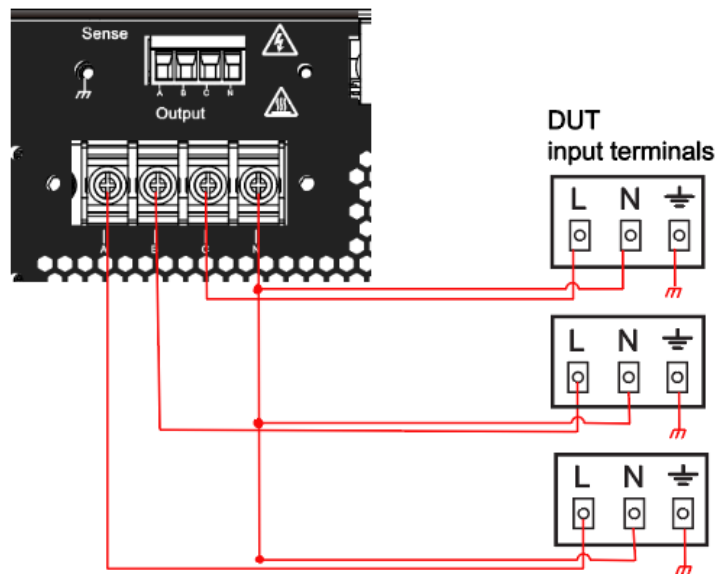 Sense
A B C N
Output
A B C N
DUT
input terminals
L N
L N
L N